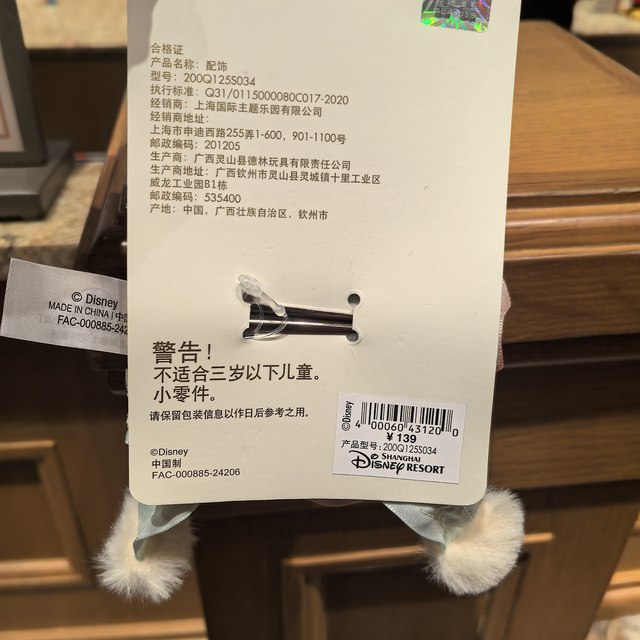 合格证
产品名称：配饰
型号：200Q125S034
执行标准：Q31/0115000080C017-2020
经销商：上海国际主题乐园有限公司
经销商地址：
上海市申迪西路255弄1-600，901-1100号
邮政编码：201205
生产商：广西灵山县德林玩具有限责任公司
生产商地址：广西钦州市灵山县灵城镇十里工业区
威龙工业园B1栋
邮政编码：535400
产地：中国，广西壮族自治区，钦州市
© Disney
MADE IN CHINA | 中国
FAC-000885-242
警告！
不适合三岁以下儿童。
小零件。
请保留包装信息以作日后参考之用。
©Disney
中国制
FAC-000885-24206
©Disney
4 00060 43120 0
¥ 139
产品型号：200Q125S034
SHANGHAI
Disney RESORT